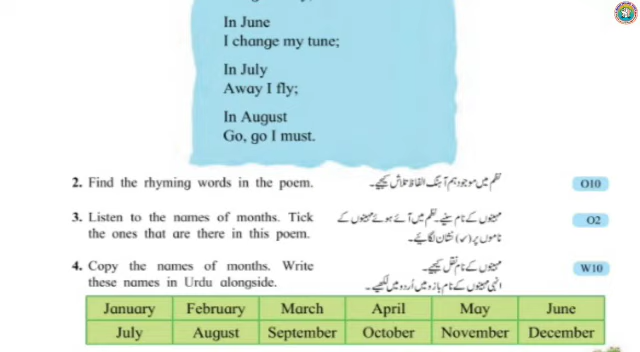 In June
I change my tune;
In July
Away I fly;
In August
Go, go I must.
2. Find the rhyming words in the poem.
نظم میں موجود ہم آہنگ الفاظ تلاش کیجیے۔
O10
3. Listen to the names of months. Tick
the ones that are there in this poem.
مہینوں کے نام سنیے۔ نظم میں آئے ہوئے مہینوں کے
ناموں پر (✓) نشان لگائیے۔
O2
4. Copy the names of months. Write
these names in Urdu alongside.
مہینوں کے نام نقل کیجیے۔
انہی مہینوں کے نام بازو میں اُردو میں لکھیے۔
W10
January February March April May June
July August September October November December